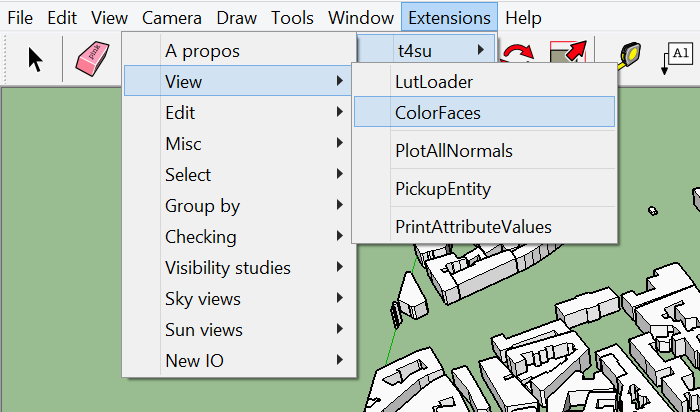 File Edit View Camera Draw Tools Window Extensions Help
t4su
A propos
View
Edit
Misc
Select
Group by
Checking
Visibility studies
Sky views
Sun views
New IO
LutLoader
ColorFaces
PlotAllNormals
PickupEntity
PrintAttributeValues
pink
A1